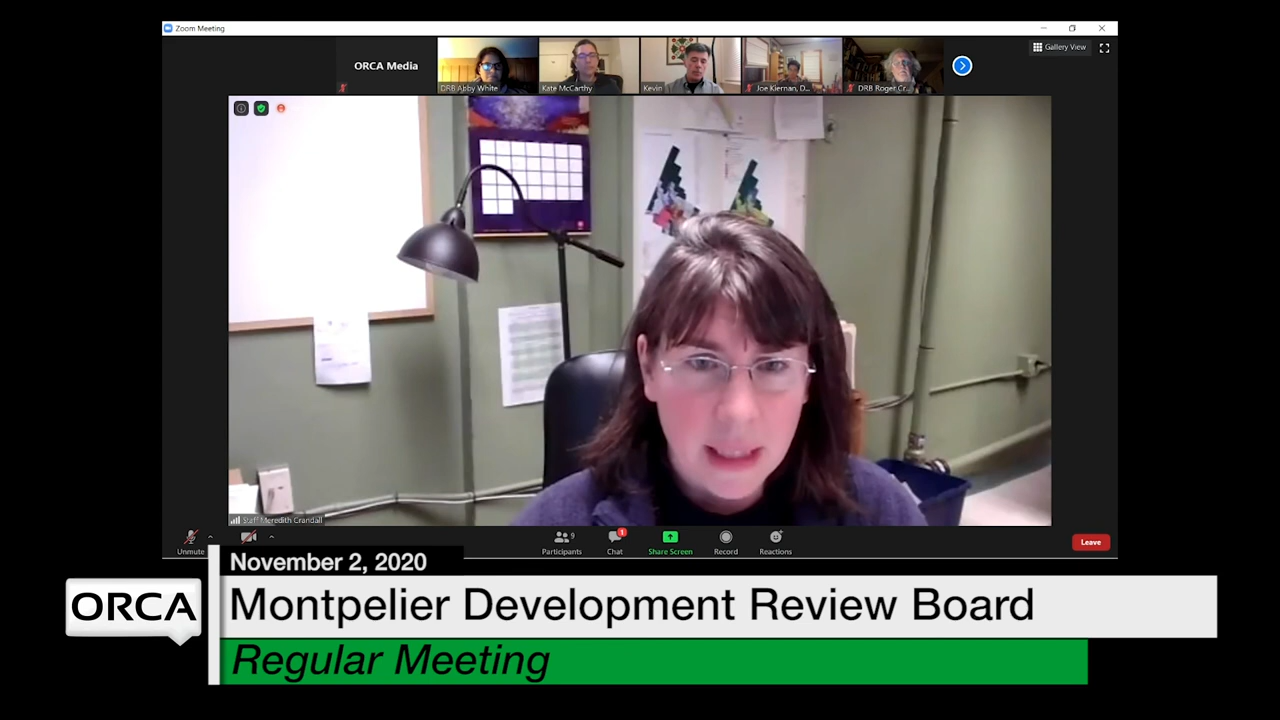 Zoom Meeting
ORCA Media
DRB Abby White
Kate McCarthy
Kevin
Joe Kiernan, D...
DRB Roger Cr...
Gallery View
Staff Meredith Crandall
Unmute
Participants
9
Chat
1
Share Screen
Record
Reactions
Leave
November 2, 2020
ORCA
Montpelier Development Review Board
Regular Meeting